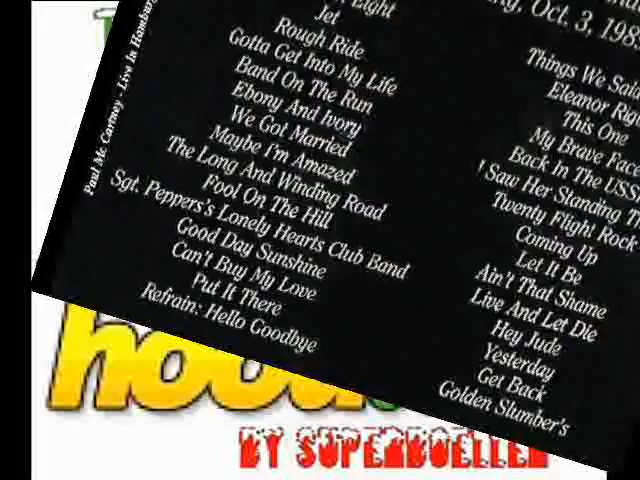 Paul Mc Cartney - Live In Hamburg
Oct. 3, 198
Jet
Rough Ride
Gotta Get Into My Life
Band On The Run
Ebony And Ivory
We Got Married
Maybe I'm Amazed
The Long And Winding Road
Fool On The Hill
Sgt. Peppers's Lonely Hearts Club Band
Good Day Sunshine
Can't Buy My Love
Put It There
Refrain: Hello Goodbye
Things We Sai
Eleanor Rig
This One
My Brave Fac
Back In The USS
I Saw Her Standing T
Twenty Flight Rock
Coming Up
Let It Be
Ain't That Shame
Live And Let Die
Hey Jude
Yesterday
Get Back
Golden Slumber's
BY SUPERBOELLER